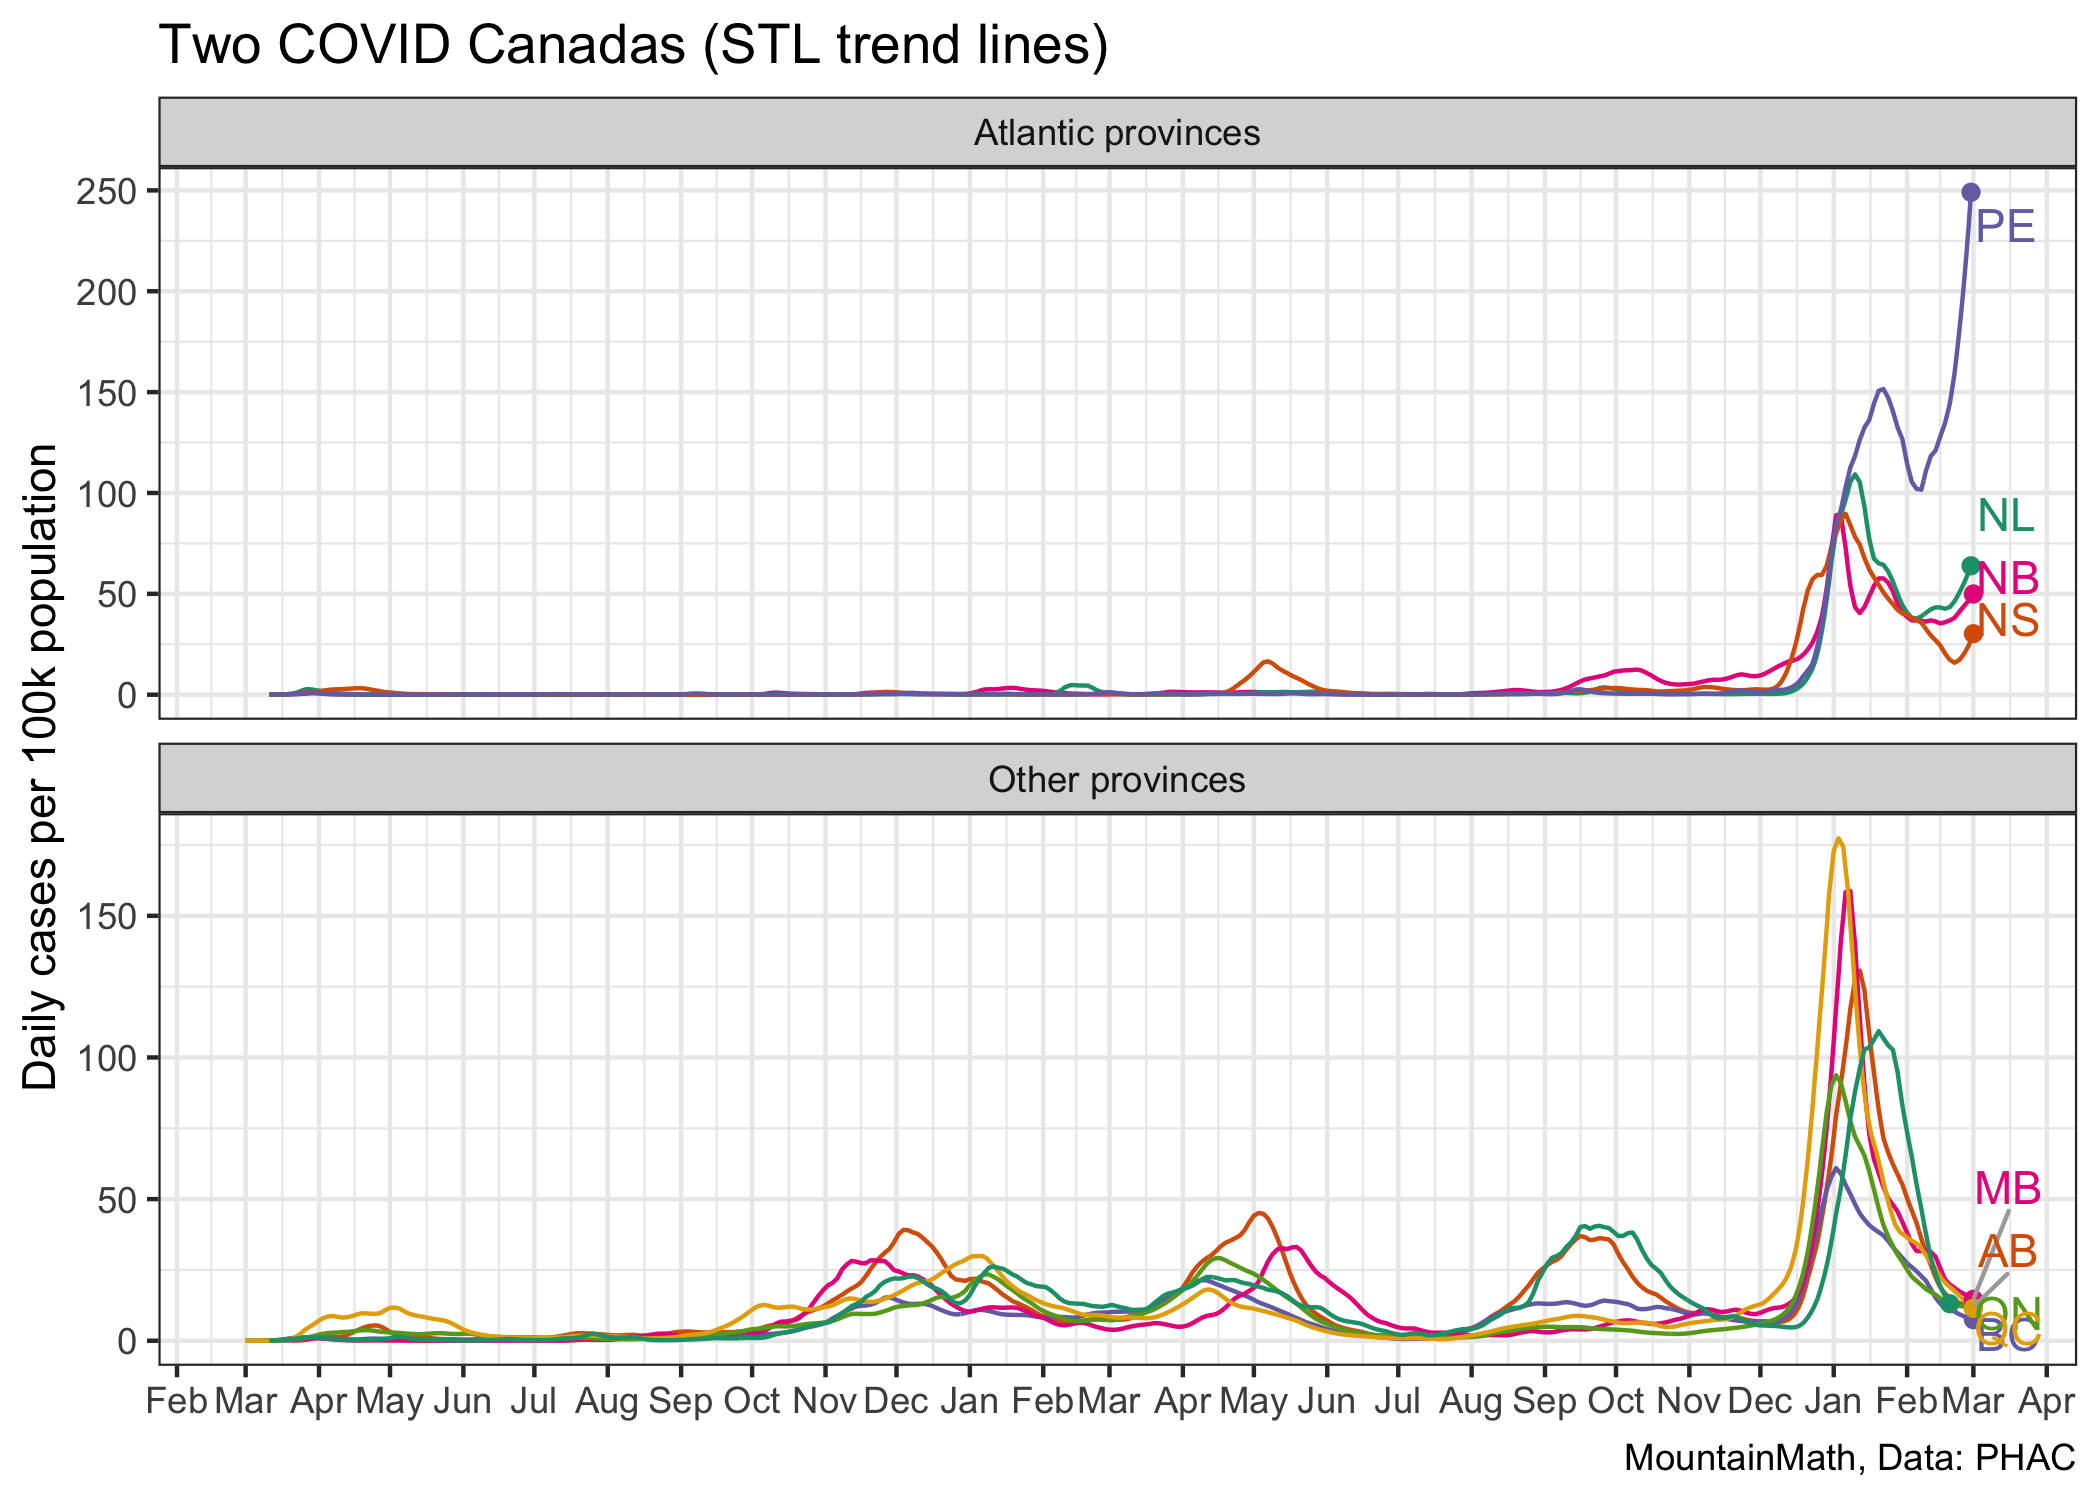 Two COVID Canadas (STL trend lines)
Atlantic provinces
250
200
150
100
50
0
PE
NL
NB
NS
Daily cases per 100k population
Other provinces
150
100
50
0
MB
AB
ON
QC
BC
Feb Mar Apr May Jun Jul Aug Sep Oct Nov Dec Jan Feb Mar Apr May Jun Jul Aug Sep Oct Nov Dec Jan Feb Mar Apr
MountainMath, Data: PHAC